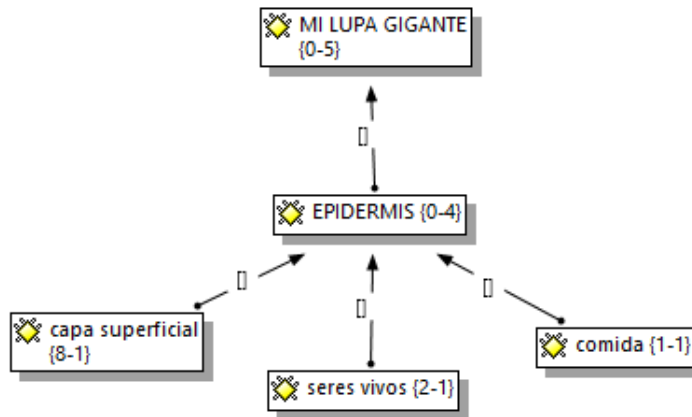 MI LUPA GIGANTE
{0-5}
[]
EPIDERMIS {0-4}
[]
[]
[]
capa superficial
{8-1}
seres vivos {2-1}
comida {1-1}